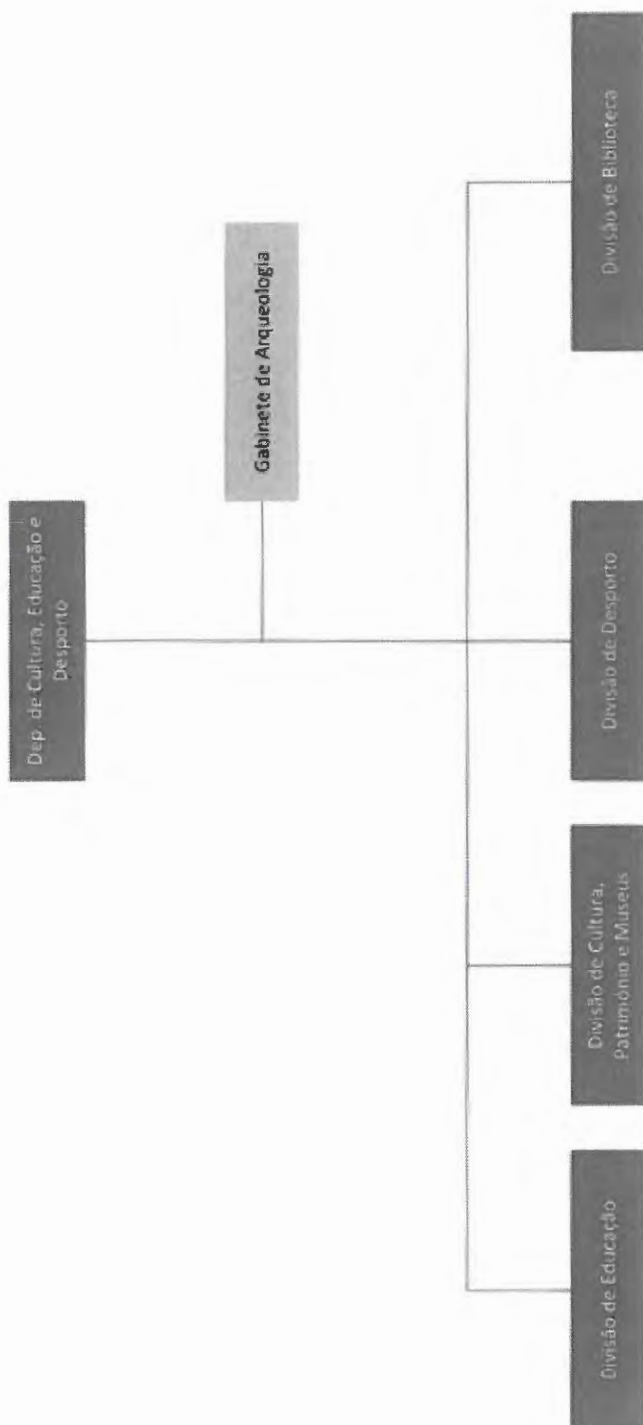 Dep. de Cultura, Educação e
Desporto
Gabinete de Arqueologia
Divisão de Educação
Divisão de Cultura,
Património e Museus
Divisão de Desporto
Divisão de Biblioteca